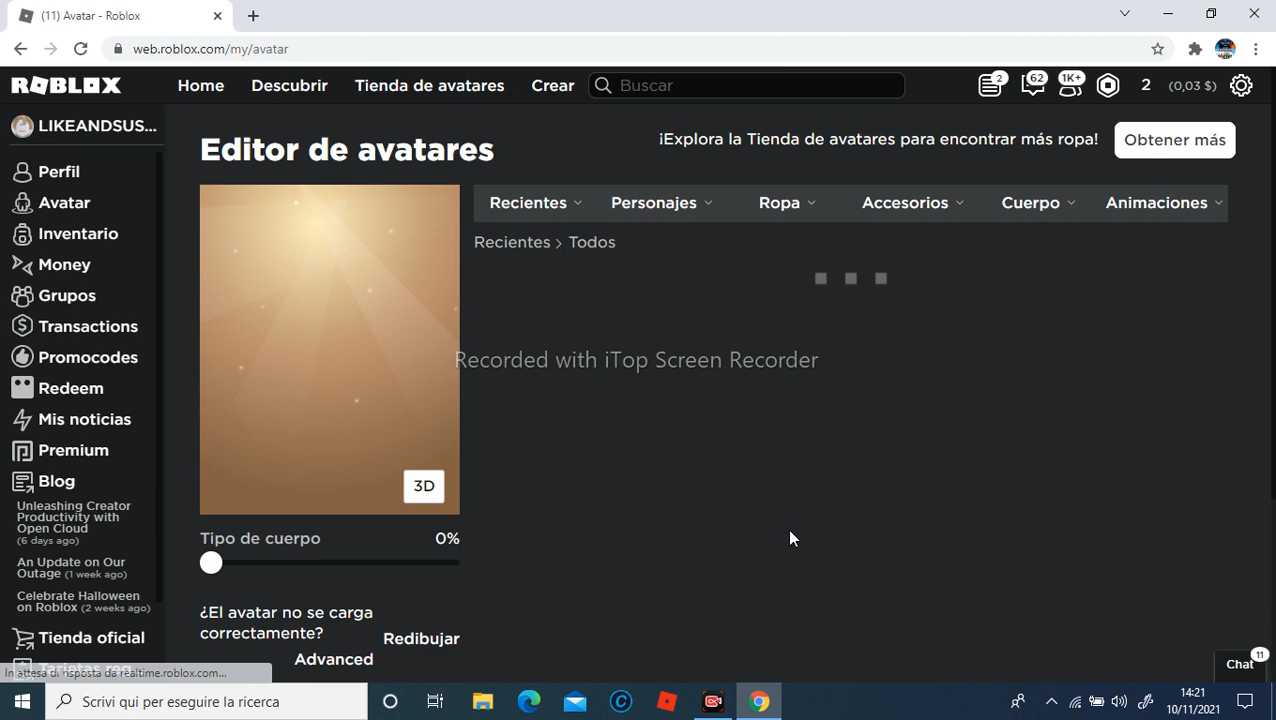 (11) Avatar - Roblox
web.roblox.com/my/avatar
ROBLOX
Home
Descubrir
Tienda de avatares
Crear
Buscar
2
62
1K+
2
(0,03 $)
LIKEANDSUS...
Editor de avatares
¡Explora la Tienda de avatares para encontrar más ropa!
Obtener más
Perfil
Avatar
Inventario
Money
Grupos
Transactions
Promocodes
Redeem
Mis noticias
Premium
Blog
Unleashing Creator
Productivity with
Open Cloud
(6 days ago)
An Update on Our
Outage (1 week ago)
Celebrate Halloween
on Roblox (2 weeks ago)
Tienda oficial
Recientes
Personajes
Ropa
Accesorios
Cuerpo
Animaciones
Recientes > Todos
Recorded with iTop Screen Recorder
3D
Tipo de cuerpo
0%
¿El avatar no se carga
correctamente?
Redibujar
Advanced
Chat
11
In attesa di risposta da realtime.roblox.com...
Scrivi qui per eseguire la ricerca
14:21
10/11/2021